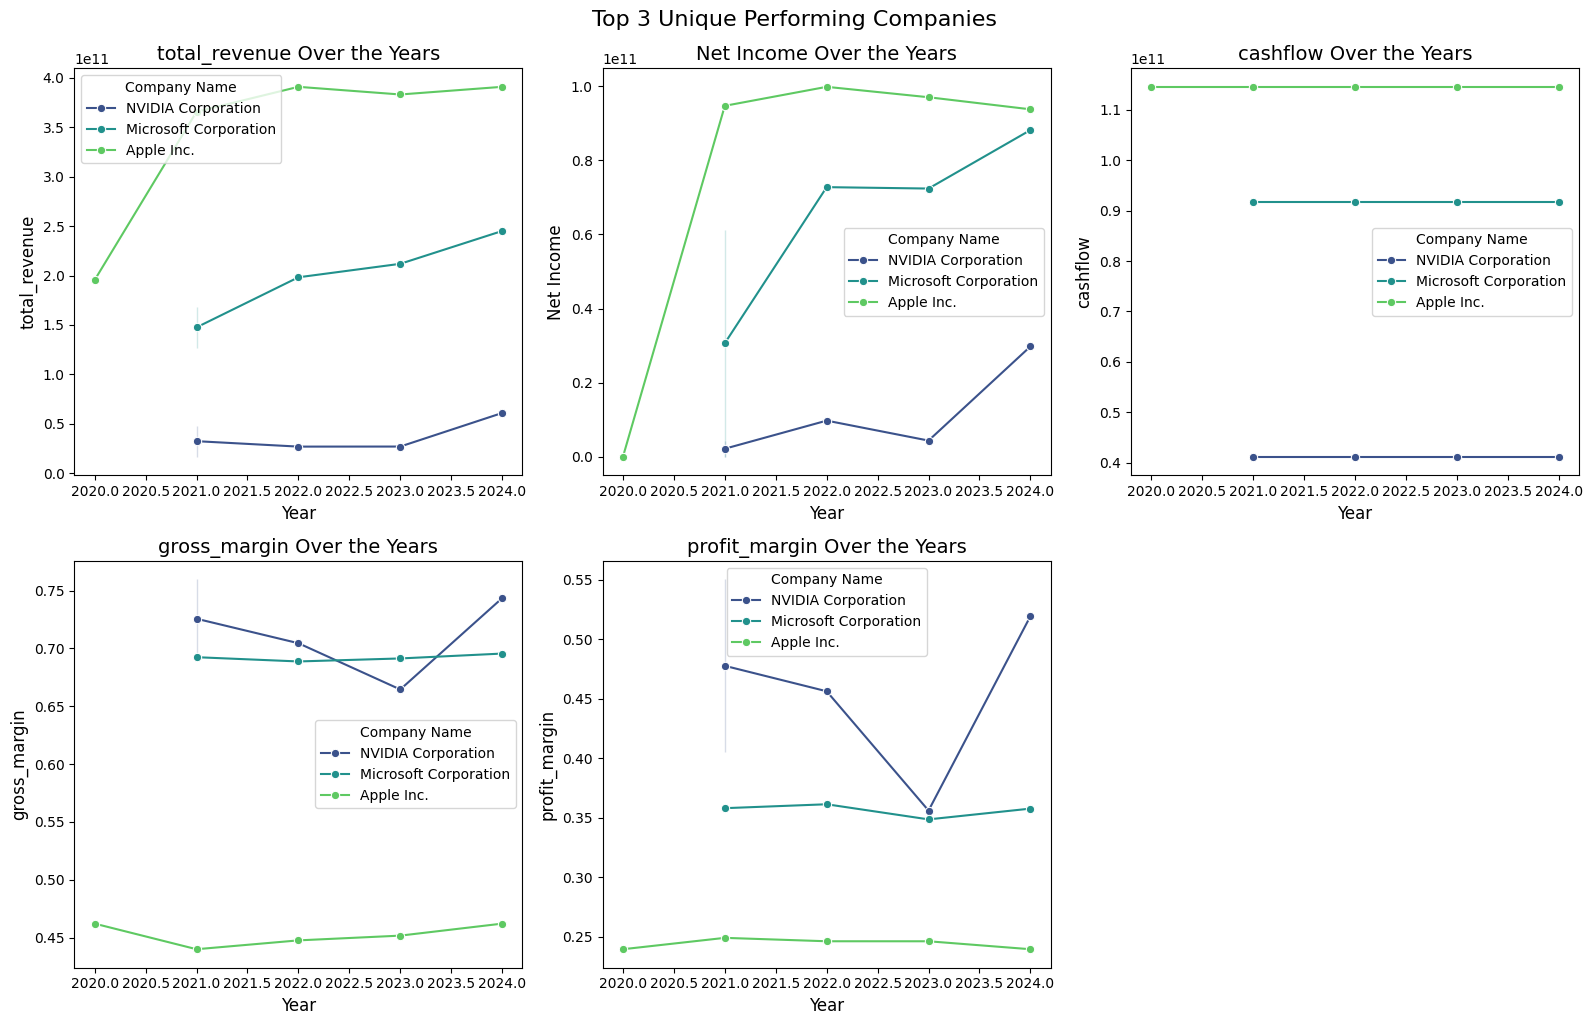 Top 3 Unique Performing Companies
total_revenue Over the Years
1e11
4.0
3.5
3.0
2.5
2.0
1.5
1.0
0.5
0.0
total_revenue
Company Name
NVIDIA Corporation
Microsoft Corporation
Apple Inc.
2020.0 2020.5 2021.0 2021.5 2022.0 2022.5 2023.0 2023.5 2024.0
Year
Net Income Over the Years
1e11
1.0
0.8
0.6
0.4
0.2
0.0
Net Income
Company Name
NVIDIA Corporation
Microsoft Corporation
Apple Inc.
2020.0 2020.5 2021.0 2021.5 2022.0 2022.5 2023.0 2023.5 2024.0
Year
cashflow Over the Years
1e11
1.1
1.0
0.9
0.8
0.7
0.6
0.5
0.4
cashflow
Company Name
NVIDIA Corporation
Microsoft Corporation
Apple Inc.
2020.0 2020.5 2021.0 2021.5 2022.0 2022.5 2023.0 2023.5 2024.0
Year
gross_margin Over the Years
0.75
0.70
0.65
0.60
0.55
0.50
0.45
gross_margin
Company Name
NVIDIA Corporation
Microsoft Corporation
Apple Inc.
2020.0 2020.5 2021.0 2021.5 2022.0 2022.5 2023.0 2023.5 2024.0
Year
profit_margin Over the Years
0.55
0.50
0.45
0.40
0.35
0.30
0.25
profit_margin
Company Name
NVIDIA Corporation
Microsoft Corporation
Apple Inc.
2020.0 2020.5 2021.0 2021.5 2022.0 2022.5 2023.0 2023.5 2024.0
Year